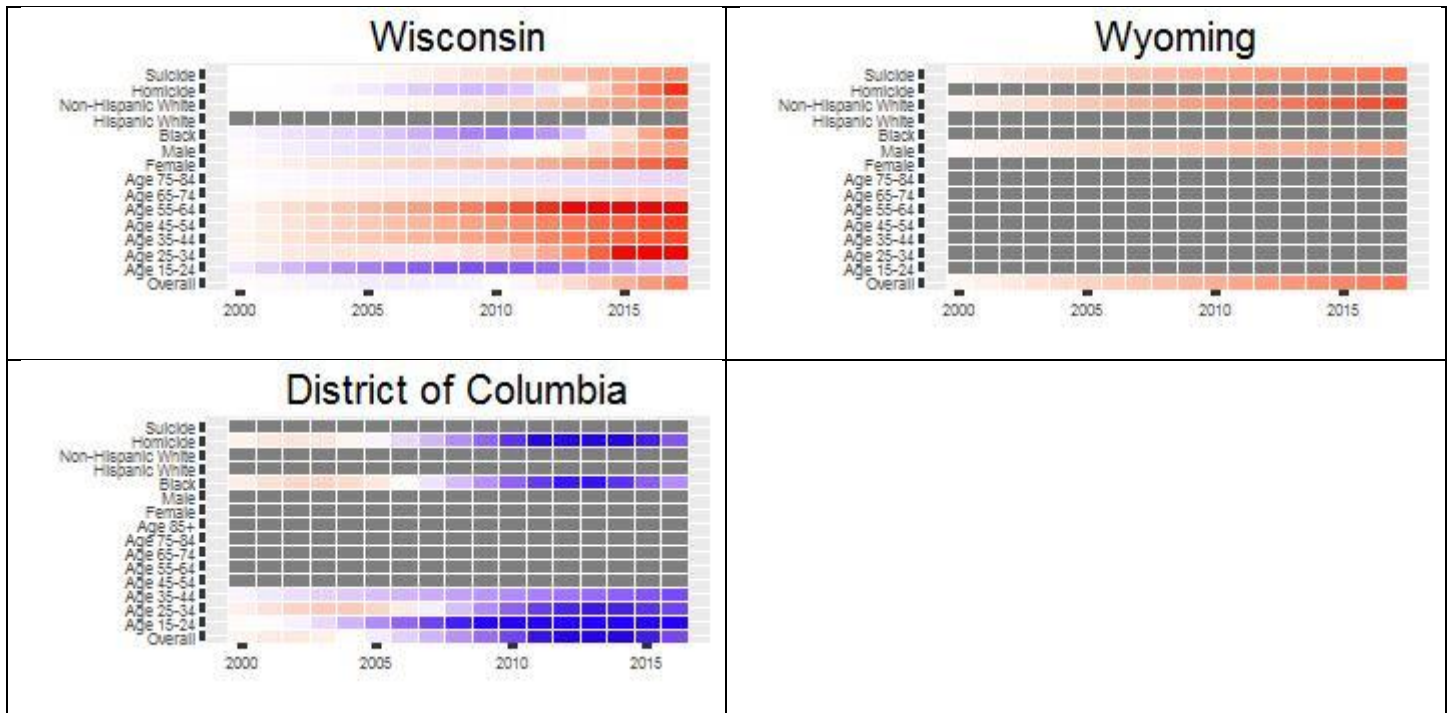 Wisconsin
Suicide
Homicide
Non-Hispanic White
Hispanic White
Black
Male
Female
Age 75-84
Age 65-74
Age 55-64
Age 45-54
Age 35-44
Age 25-34
Age 15-24
Overall
2000 2005 2010 2015
Wyoming
Suicide
Homicide
Non-Hispanic White
Hispanic White
Black
Male
Female
Age 75-84
Age 65-74
Age 55-64
Age 45-54
Age 35-44
Age 25-34
Age 15-24
Overall
2000 2005 2010 2015
District of Columbia
Suicide
Homicide
Non-Hispanic White
Hispanic White
Black
Male
Female
Age 85+
Age 75-84
Age 65-74
Age 55-64
Age 45-54
Age 35-44
Age 25-34
Age 15-24
Overall
2000 2005 2010 2015